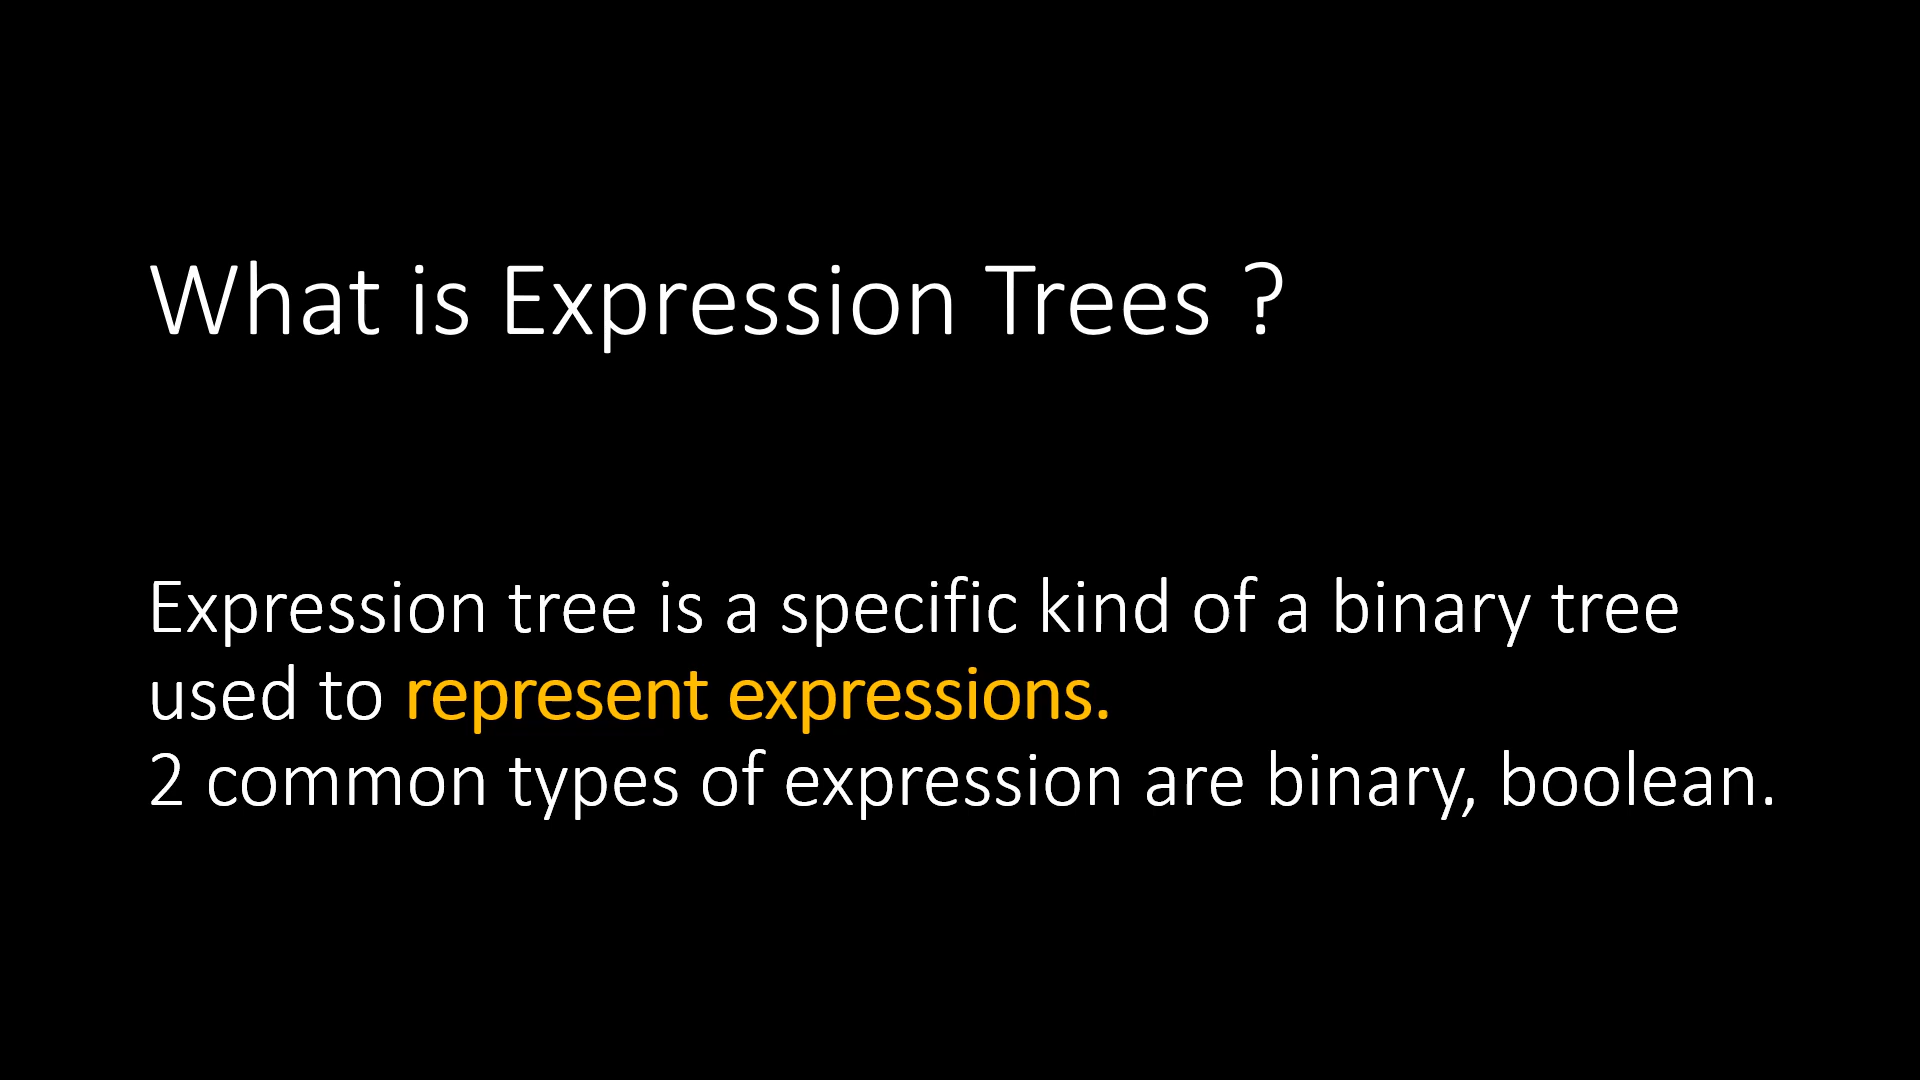 What is Expression Trees ?
Expression tree is a specific kind of a binary tree
used to represent expressions.
2 common types of expression are binary, boolean.